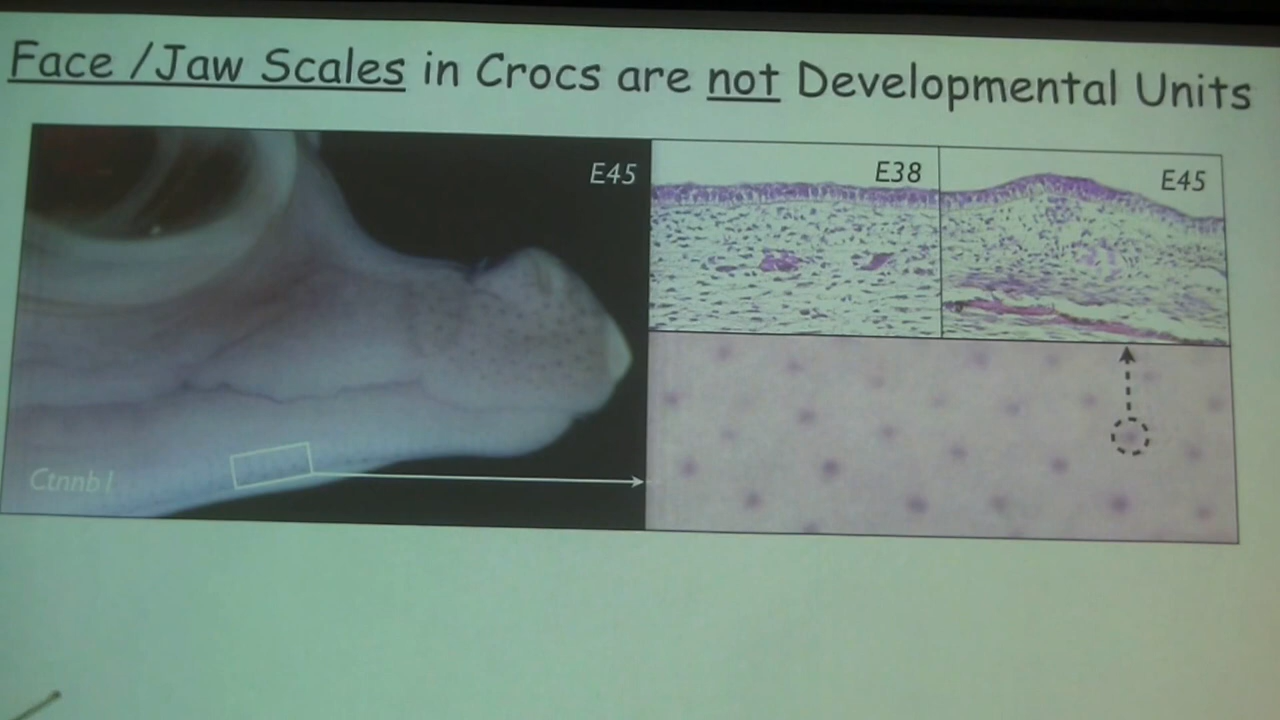 Face /Jaw Scales in Crocs are not Developmental Units
E45
E38
E45
Ctnnb1